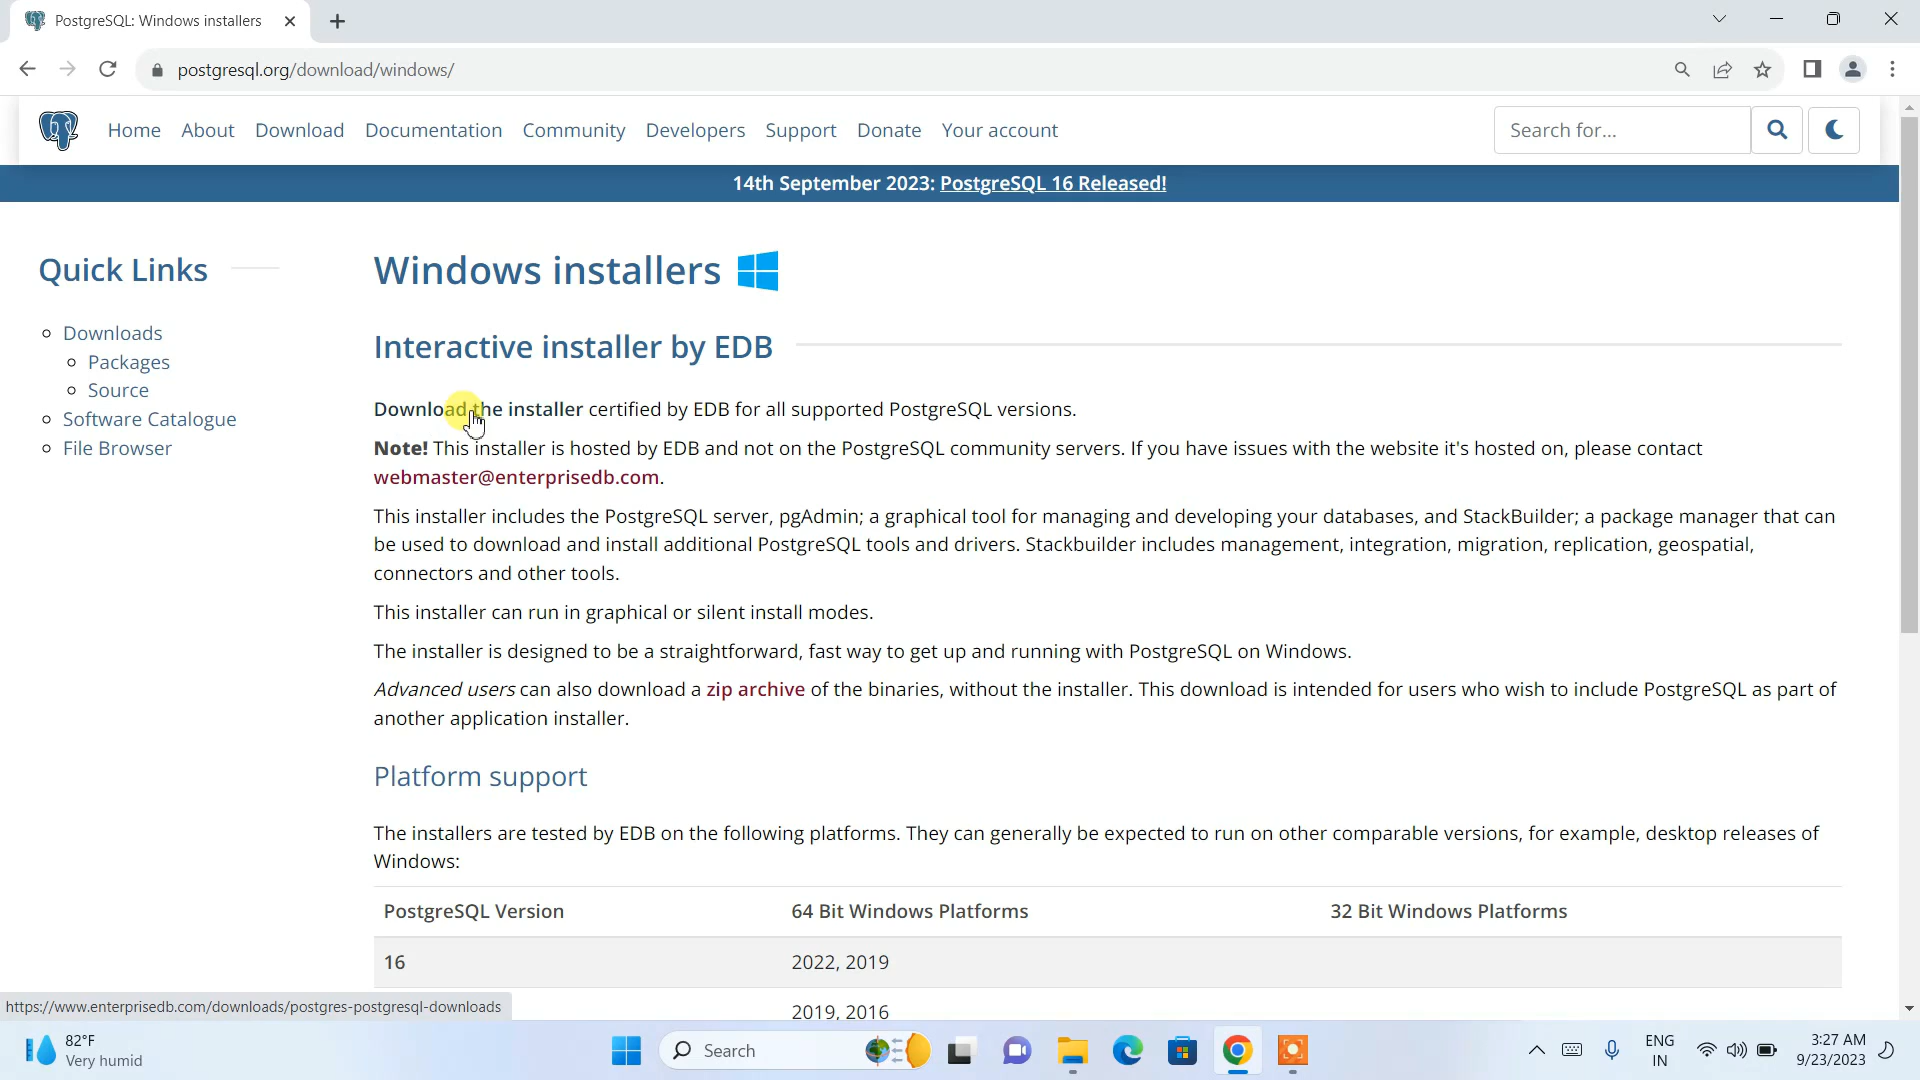 PostgreSQL: Windows installers
postgresql.org/download/windows/
Home About Download Documentation Community Developers Support Donate Your account
Search for...
14th September 2023: PostgreSQL 16 Released!
Quick Links
Downloads
Packages
Source
Software Catalogue
File Browser
Windows installers
Interactive installer by EDB
Download the installer certified by EDB for all supported PostgreSQL versions.
Note! This installer is hosted by EDB and not on the PostgreSQL community servers. If you have issues with the website it's hosted on, please contact
webmaster@enterprisedb.com.
This installer includes the PostgreSQL server, pgAdmin; a graphical tool for managing and developing your databases, and StackBuilder; a package manager that can
be used to download and install additional PostgreSQL tools and drivers. Stackbuilder includes management, integration, migration, replication, geospatial,
connectors and other tools.
This installer can run in graphical or silent install modes.
The installer is designed to be a straightforward, fast way to get up and running with PostgreSQL on Windows.
Advanced users can also download a zip archive of the binaries, without the installer. This download is intended for users who wish to include PostgreSQL as part of
another application installer.
Platform support
The installers are tested by EDB on the following platforms. They can generally be expected to run on other comparable versions, for example, desktop releases of
Windows:
PostgreSQL Version 64 Bit Windows Platforms 32 Bit Windows Platforms
16 2022, 2019
2019, 2016
https://www.enterprisedb.com/downloads/postgres-postgresql-downloads
82°F
Very humid
Search
ENG
IN
3:27 AM
9/23/2023